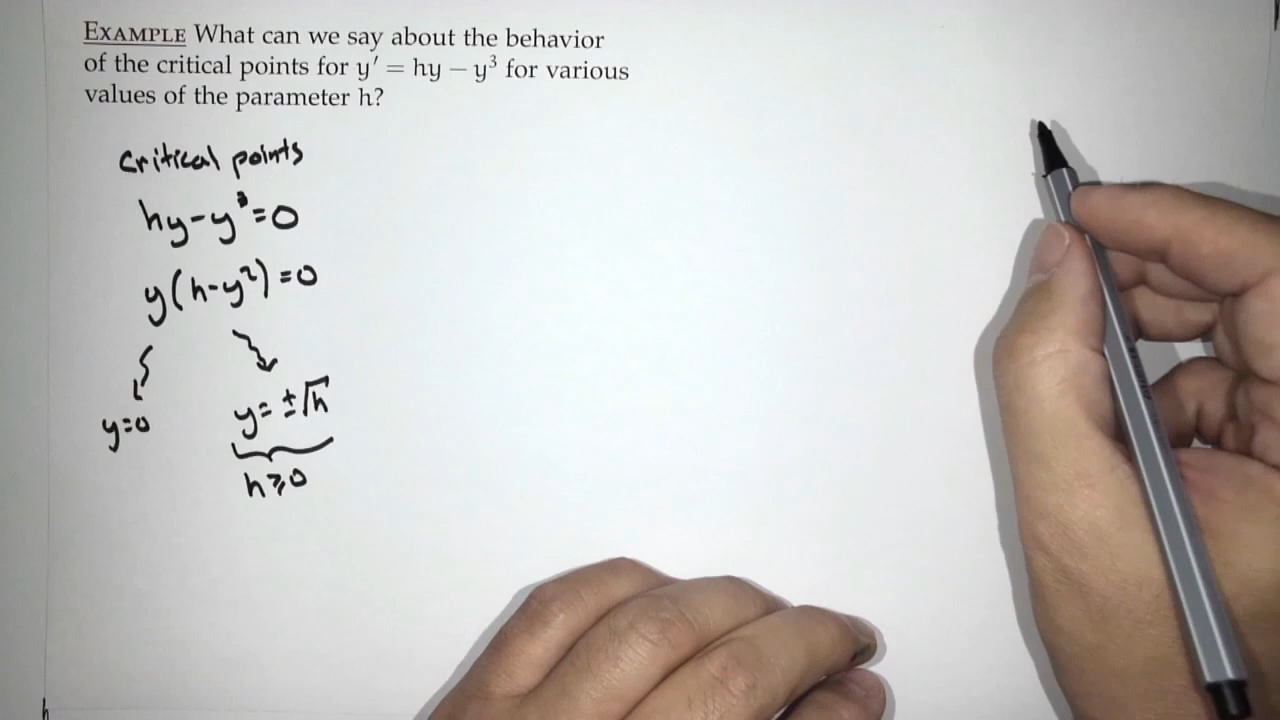 EXAMPLE What can we say about the behavior
of the critical points for y′ = hy − y³ for various
values of the parameter h?
critical points
hy-y³=0
y(h-y²)=0
y=0 y=±√h
h≥0
h